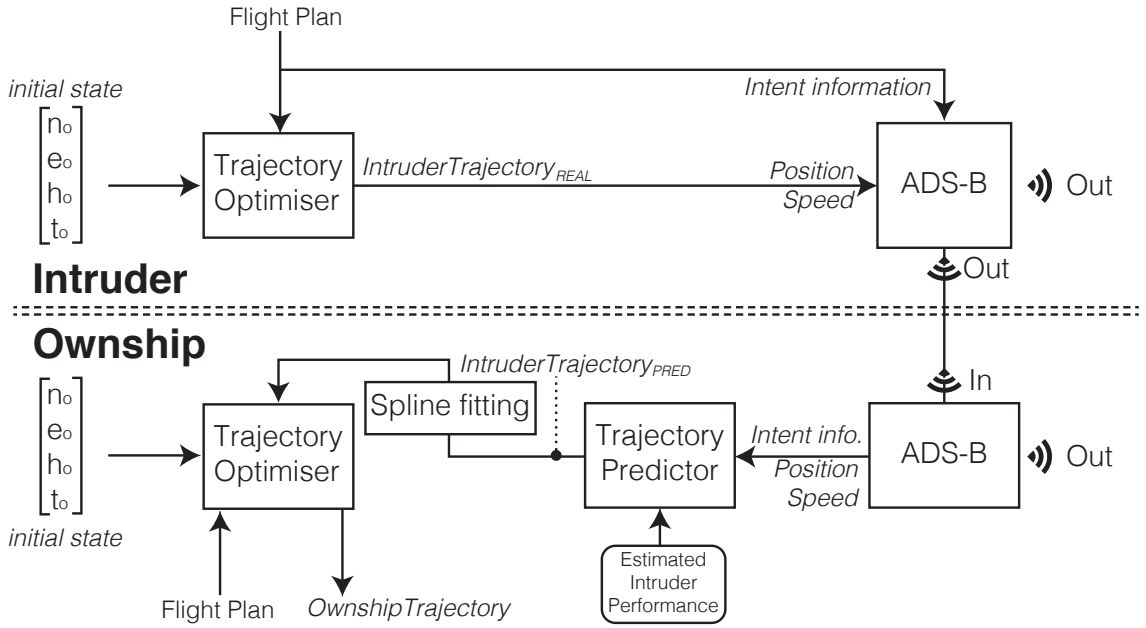 Flight Plan
initial state
n₀
e₀
h₀
t₀
Trajectory
Optimiser
IntruderTrajectory_REAL
Intent information
Position
Speed
ADS-B
Out
Out
Intruder
Ownship
In
n₀
e₀
h₀
t₀
initial state
Trajectory
Optimiser
IntruderTrajectory_PRED
Spline fitting
Trajectory
Predictor
Intent info.
Position
Speed
ADS-B
Out
Estimated
Intruder
Performance
Flight Plan
OwnshipTrajectory